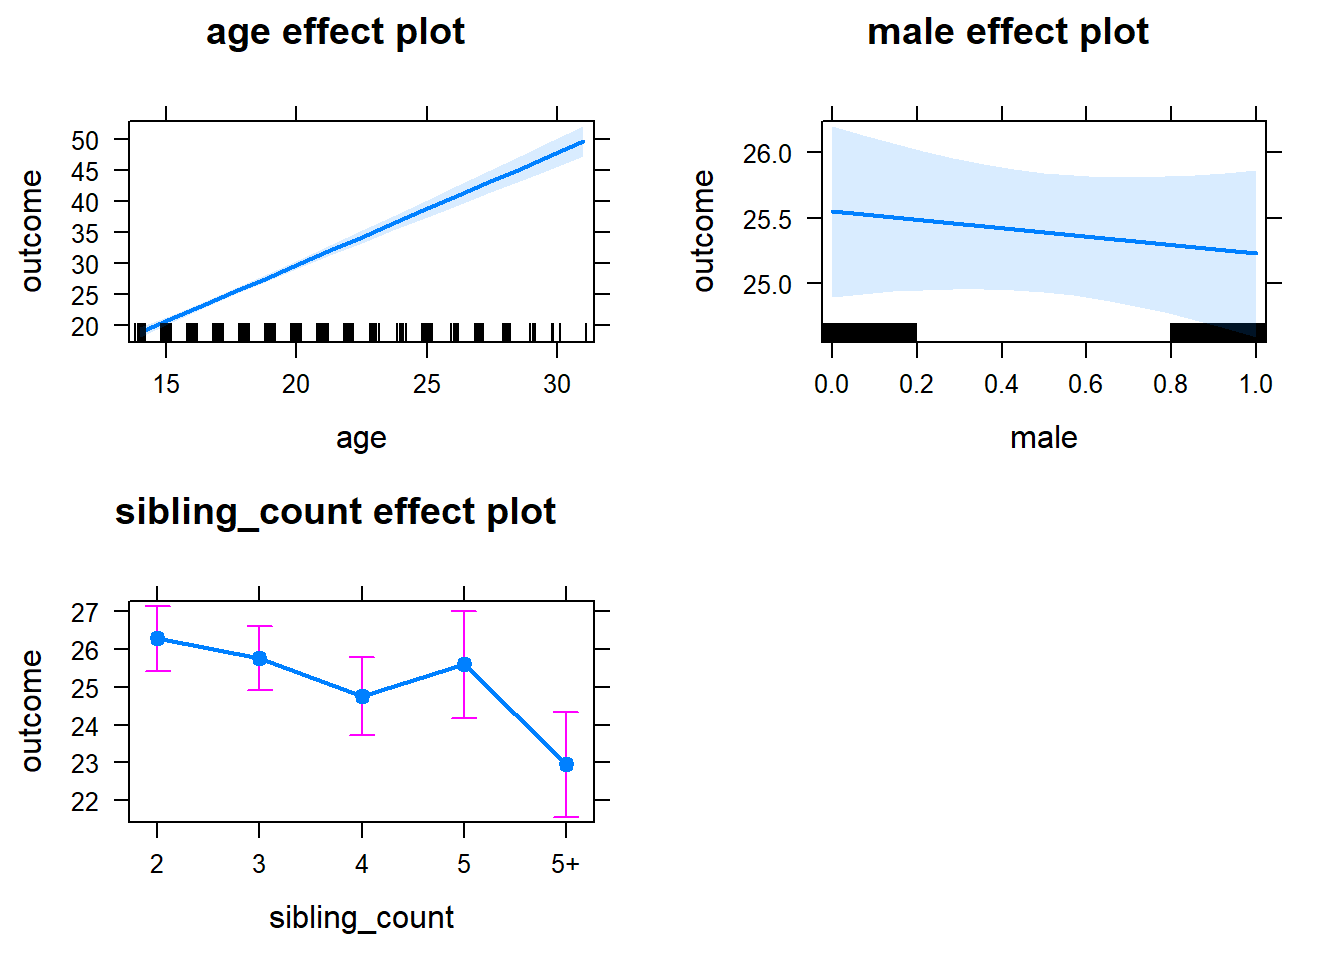 age effect plot
outcome
50
45
40
35
30
25
20
15 20 25 30
age
male effect plot
outcome
26.0
25.5
25.0
0.0 0.2 0.4 0.6 0.8 1.0
male
sibling_count effect plot
outcome
27
26
25
24
23
22
2 3 4 5 5+
sibling_count